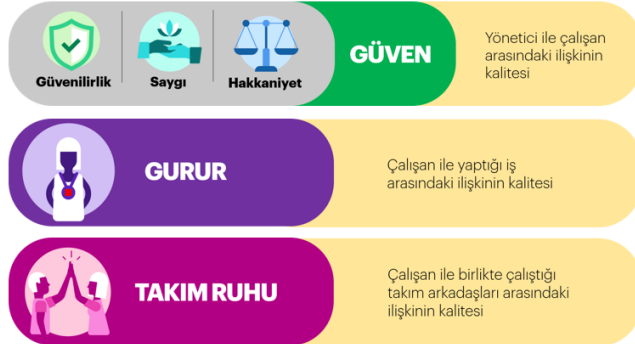 Güvenilirlik
Saygı
Hakkaniyet
GÜVEN
Yönetici ile çalışan
arasındaki ilişkinin
kalitesi
GURUR
Çalışan ile yaptığı iş
arasındaki ilişkinin kalitesi
TAKIM RUHU
Çalışan ile birlikte çalıştığı
takım arkadaşları arasındaki
ilişkinin kalitesi